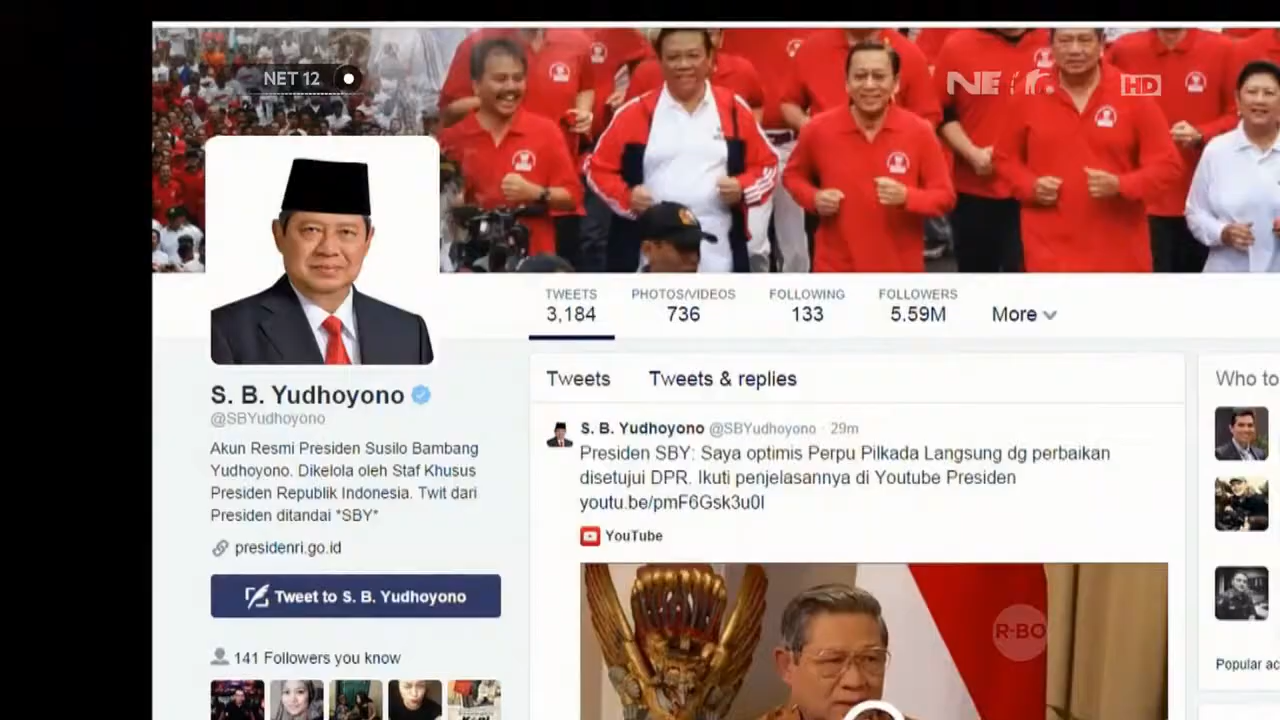 NET 12
HD
TWEETS
3,184
PHOTOS/VIDEOS
736
FOLLOWING
133
FOLLOWERS
5.59M
More
S. B. Yudhoyono
@SBYudhoyono
Akun Resmi Presiden Susilo Bambang
Yudhoyono. Dikelola oleh Staf Khusus
Presiden Republik Indonesia. Twit dari
Presiden ditandai *SBY*
presidenri.go.id
Tweet to S. B. Yudhoyono
141 Followers you know
Tweets Tweets & replies
S. B. Yudhoyono @SBYudhoyono · 29m
Presiden SBY: Saya optimis Perpu Pilkada Langsung dg perbaikan
disetujui DPR. Ikuti penjelasannya di Youtube Presiden
youtu.be/pmF6Gsk3u0I
YouTube
R-BO
Who to
Popular ac